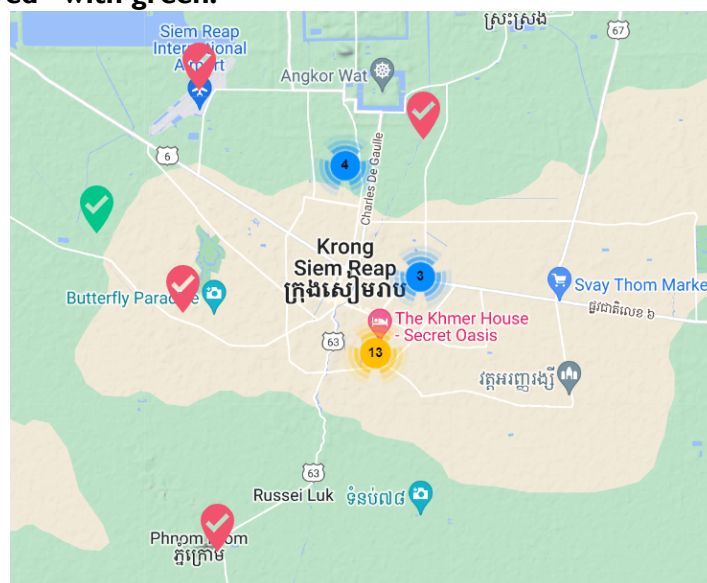 with green.
ស្រះស្រង់
Siem Reap
International
Airport
67
Angkor Wat
6
4
Charles De Gaulle
Krong
Siem Reap
ក្រុងសៀមរាប
3
Svay Thom Marke
ផ្លូវជាតិលេខ ៦
Butterfly Paradise
The Khmer House
- Secret Oasis
63
13
វត្តអរញ្ញរង្សី
63
Russei Luk
ទំនប់៧៨
Phnom Krom
ភ្នំក្រោម